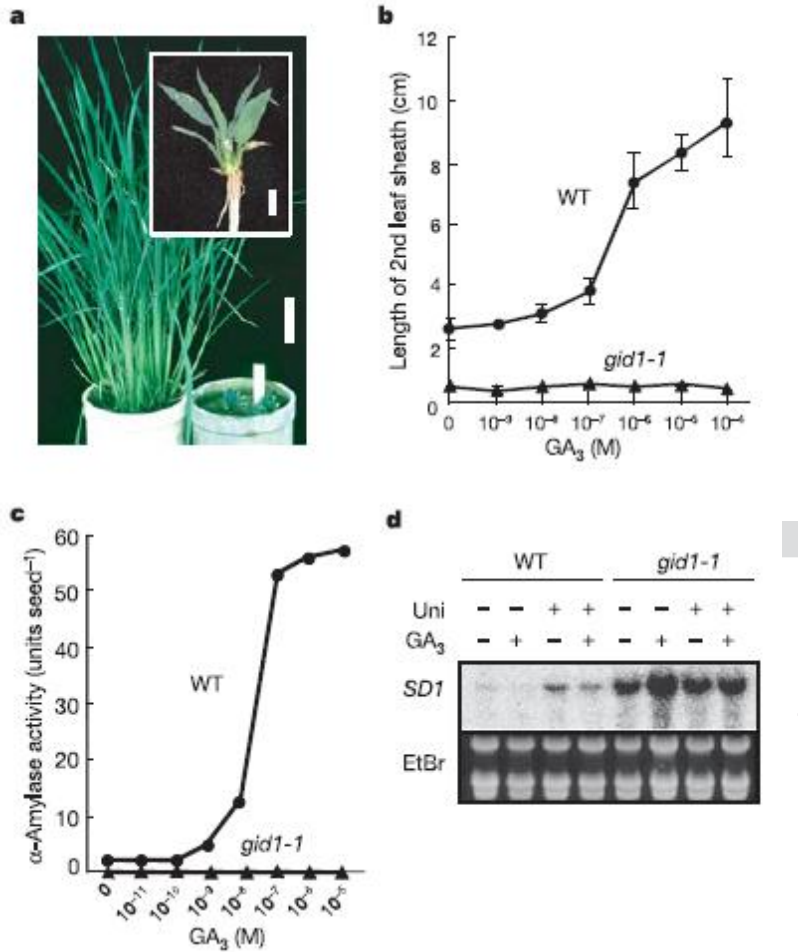 a
b
12
10
8
6
4
2
0
Length of 2nd leaf sheath (cm)
WT
gid1-1
0 10⁻⁹ 10⁻⁸ 10⁻⁷ 10⁻⁶ 10⁻⁵ 10⁻⁴
GA₃ (M)
c
60
50
40
30
20
10
0
α-Amylase activity (units seed⁻¹)
WT
gid1-1
0 10⁻¹¹ 10⁻¹⁰ 10⁻⁹ 10⁻⁸ 10⁻⁷ 10⁻⁶ 10⁻⁵
GA₃ (M)
d
WT gid1-1
Uni - - + + - - + +
GA₃ - + - + - + - +
SD1
EtBr